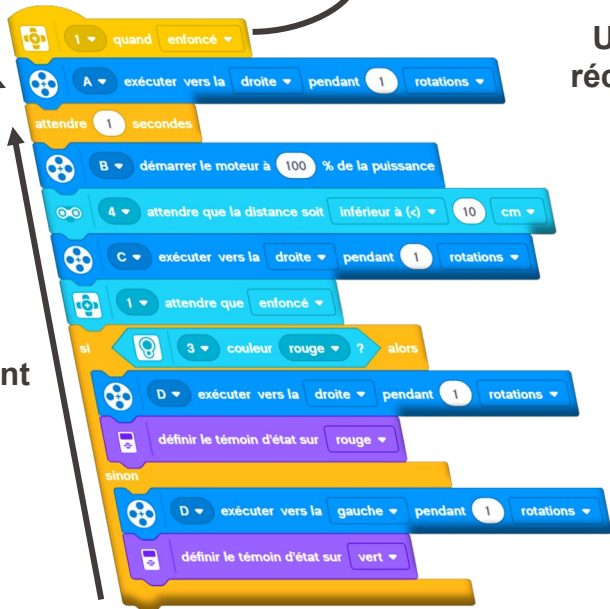 1 quand enfoncé
U
réc
A exécuter vers la droite pendant 1 rotations
attendre 1 secondes
B démarrer le moteur à 100 % de la puissance
4 attendre que la distance soit inférieur à (<) 10 cm
C exécuter vers la droite pendant 1 rotations
1 attendre que enfoncé
si 3 couleur rouge ? alors
nt
D exécuter vers la droite pendant 1 rotations
définir le témoin d'état sur rouge
sinon
D exécuter vers la gauche pendant 1 rotations
définir le témoin d'état sur vert